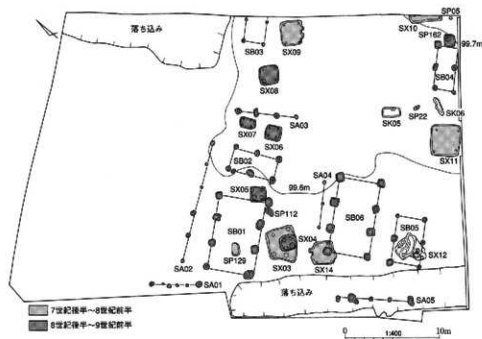 落ち込み
SP05
SX10
SP162
99.7m
SB03
SX09
SB04
SX08
SK05
SP22
SK06
SX07
SX06
SA03
SX11
SB02
SA04
99.6m
SX05
SP112
SB01
SB06
SB05
SP129
SX04
SX03
SX14
SX12
SA02
SA01
落ち込み
SA05
7世紀後半~8世紀前半
8世紀~9世紀前半
0 1:400 10m